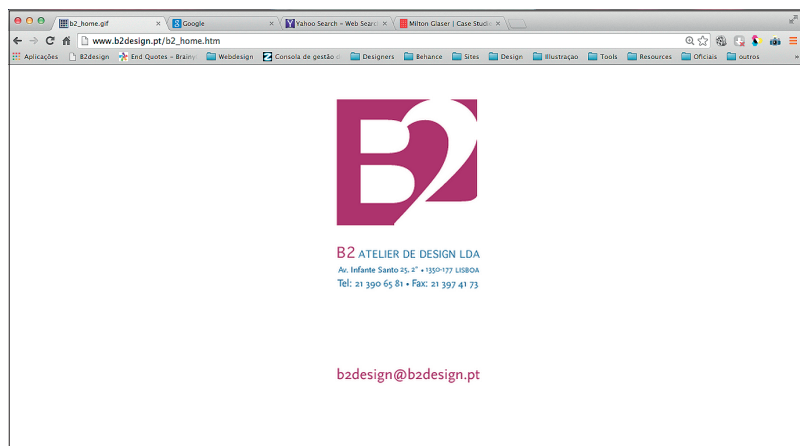 b2_home.gif
Google
Yahoo Search - Web Searc
Milton Glaser | Case Studi
www.b2design.pt/b2_home.htm
Aplicações B2design End Quotes - Brainy Consola de gestão d Webdesign Designers Behance Sites Design Illustraçao Tools Resources Oficiais outros »
B2
B2 ATELIER DE DESIGN LDA
Av. Infante Santo 25, 2° • 1350-177 LISBOA
Tel: 21 390 65 81 • Fax: 21 397 41 73
b2design@b2design.pt